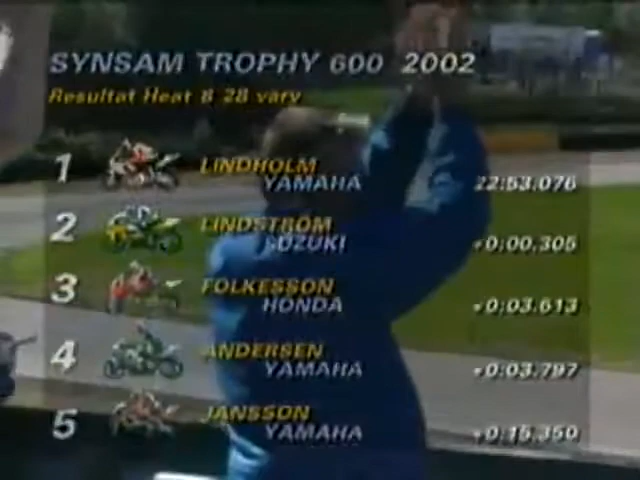 SYNSAM TROPHY 600 2002
Resultat Heat 8 28 varv
1 LINDHOLM
YAMAHA 22:53.076
2 LINDSTRÖM
SUZUKI +0:00.305
3 FOLKESSON
HONDA +0:03.613
4 ANDERSEN
YAMAHA +0:03.797
5 JANSSON
YAMAHA +0:15.350